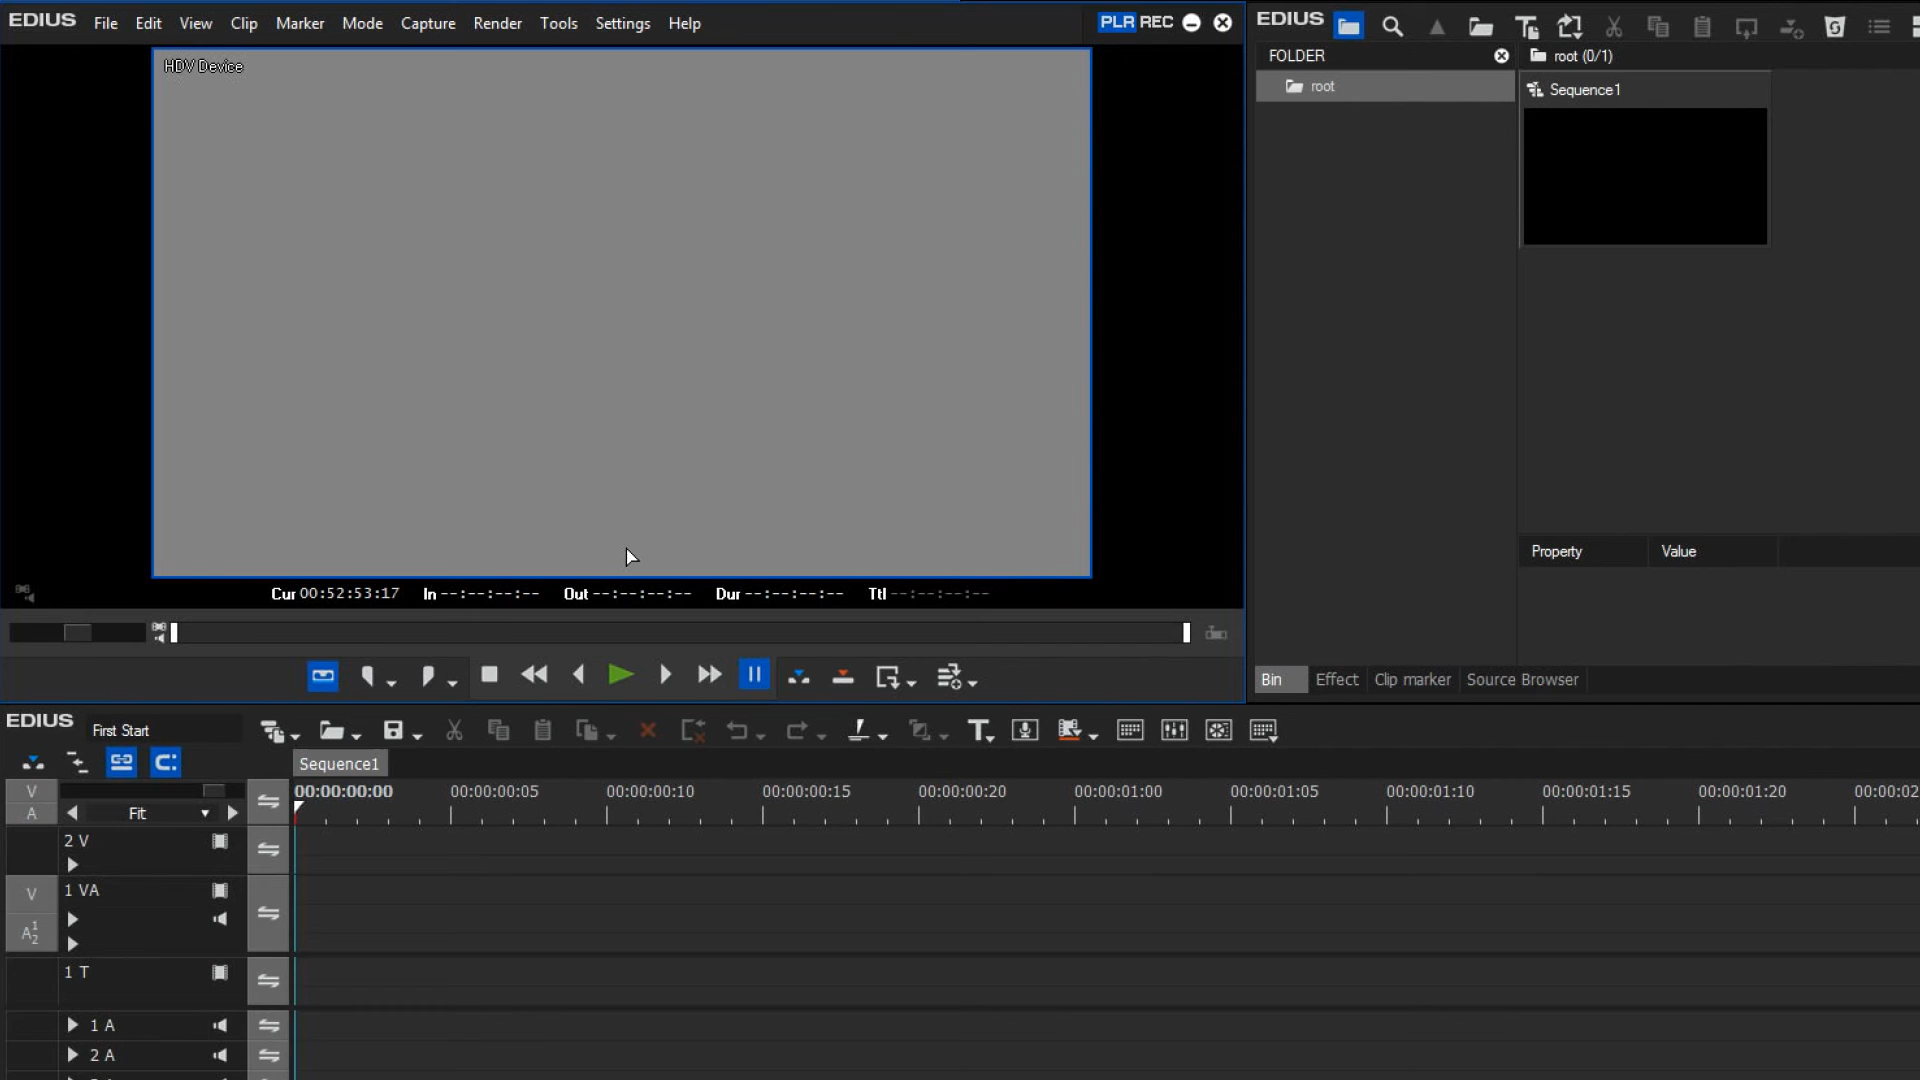 EDIUS File Edit View Clip Marker Mode Capture Render Tools Settings Help PLR REC
HDV Device
Cur 00:52:53:17 In --:--:--:-- Out --:--:--:-- Dur --:--:--:-- Ttl --:--:--:--
EDIUS
FOLDER
root (0/1)
root
Sequence1
Property Value
Bin Effect Clip marker Source Browser
EDIUS First Start
Sequence1
V 00:00:00:00 00:00:00:05 00:00:00:10 00:00:00:15 00:00:00:20 00:00:01:00 00:00:01:05 00:00:01:10 00:00:01:15 00:00:01:20 00:00:02
A Fit
2 V
V 1 VA
A 1 2
1 T
1 A
2 A